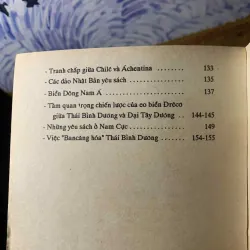 - Tranh chấp giữa Chilê và Achentina ........ 133
- Các đảo Nhật Bản yêu sách ........ 135
- Biển Đông Nam Á ........ 137
- Tầm quan trọng chiến lược của eo biển Drêco
giữa Thái Bình Dương và Đại Tây Dương .... 144-145
- Những yêu sách ở Nam Cực ........ 149
- Việc "Bancăng hóa" Thái Bình Dương ...... 154-155